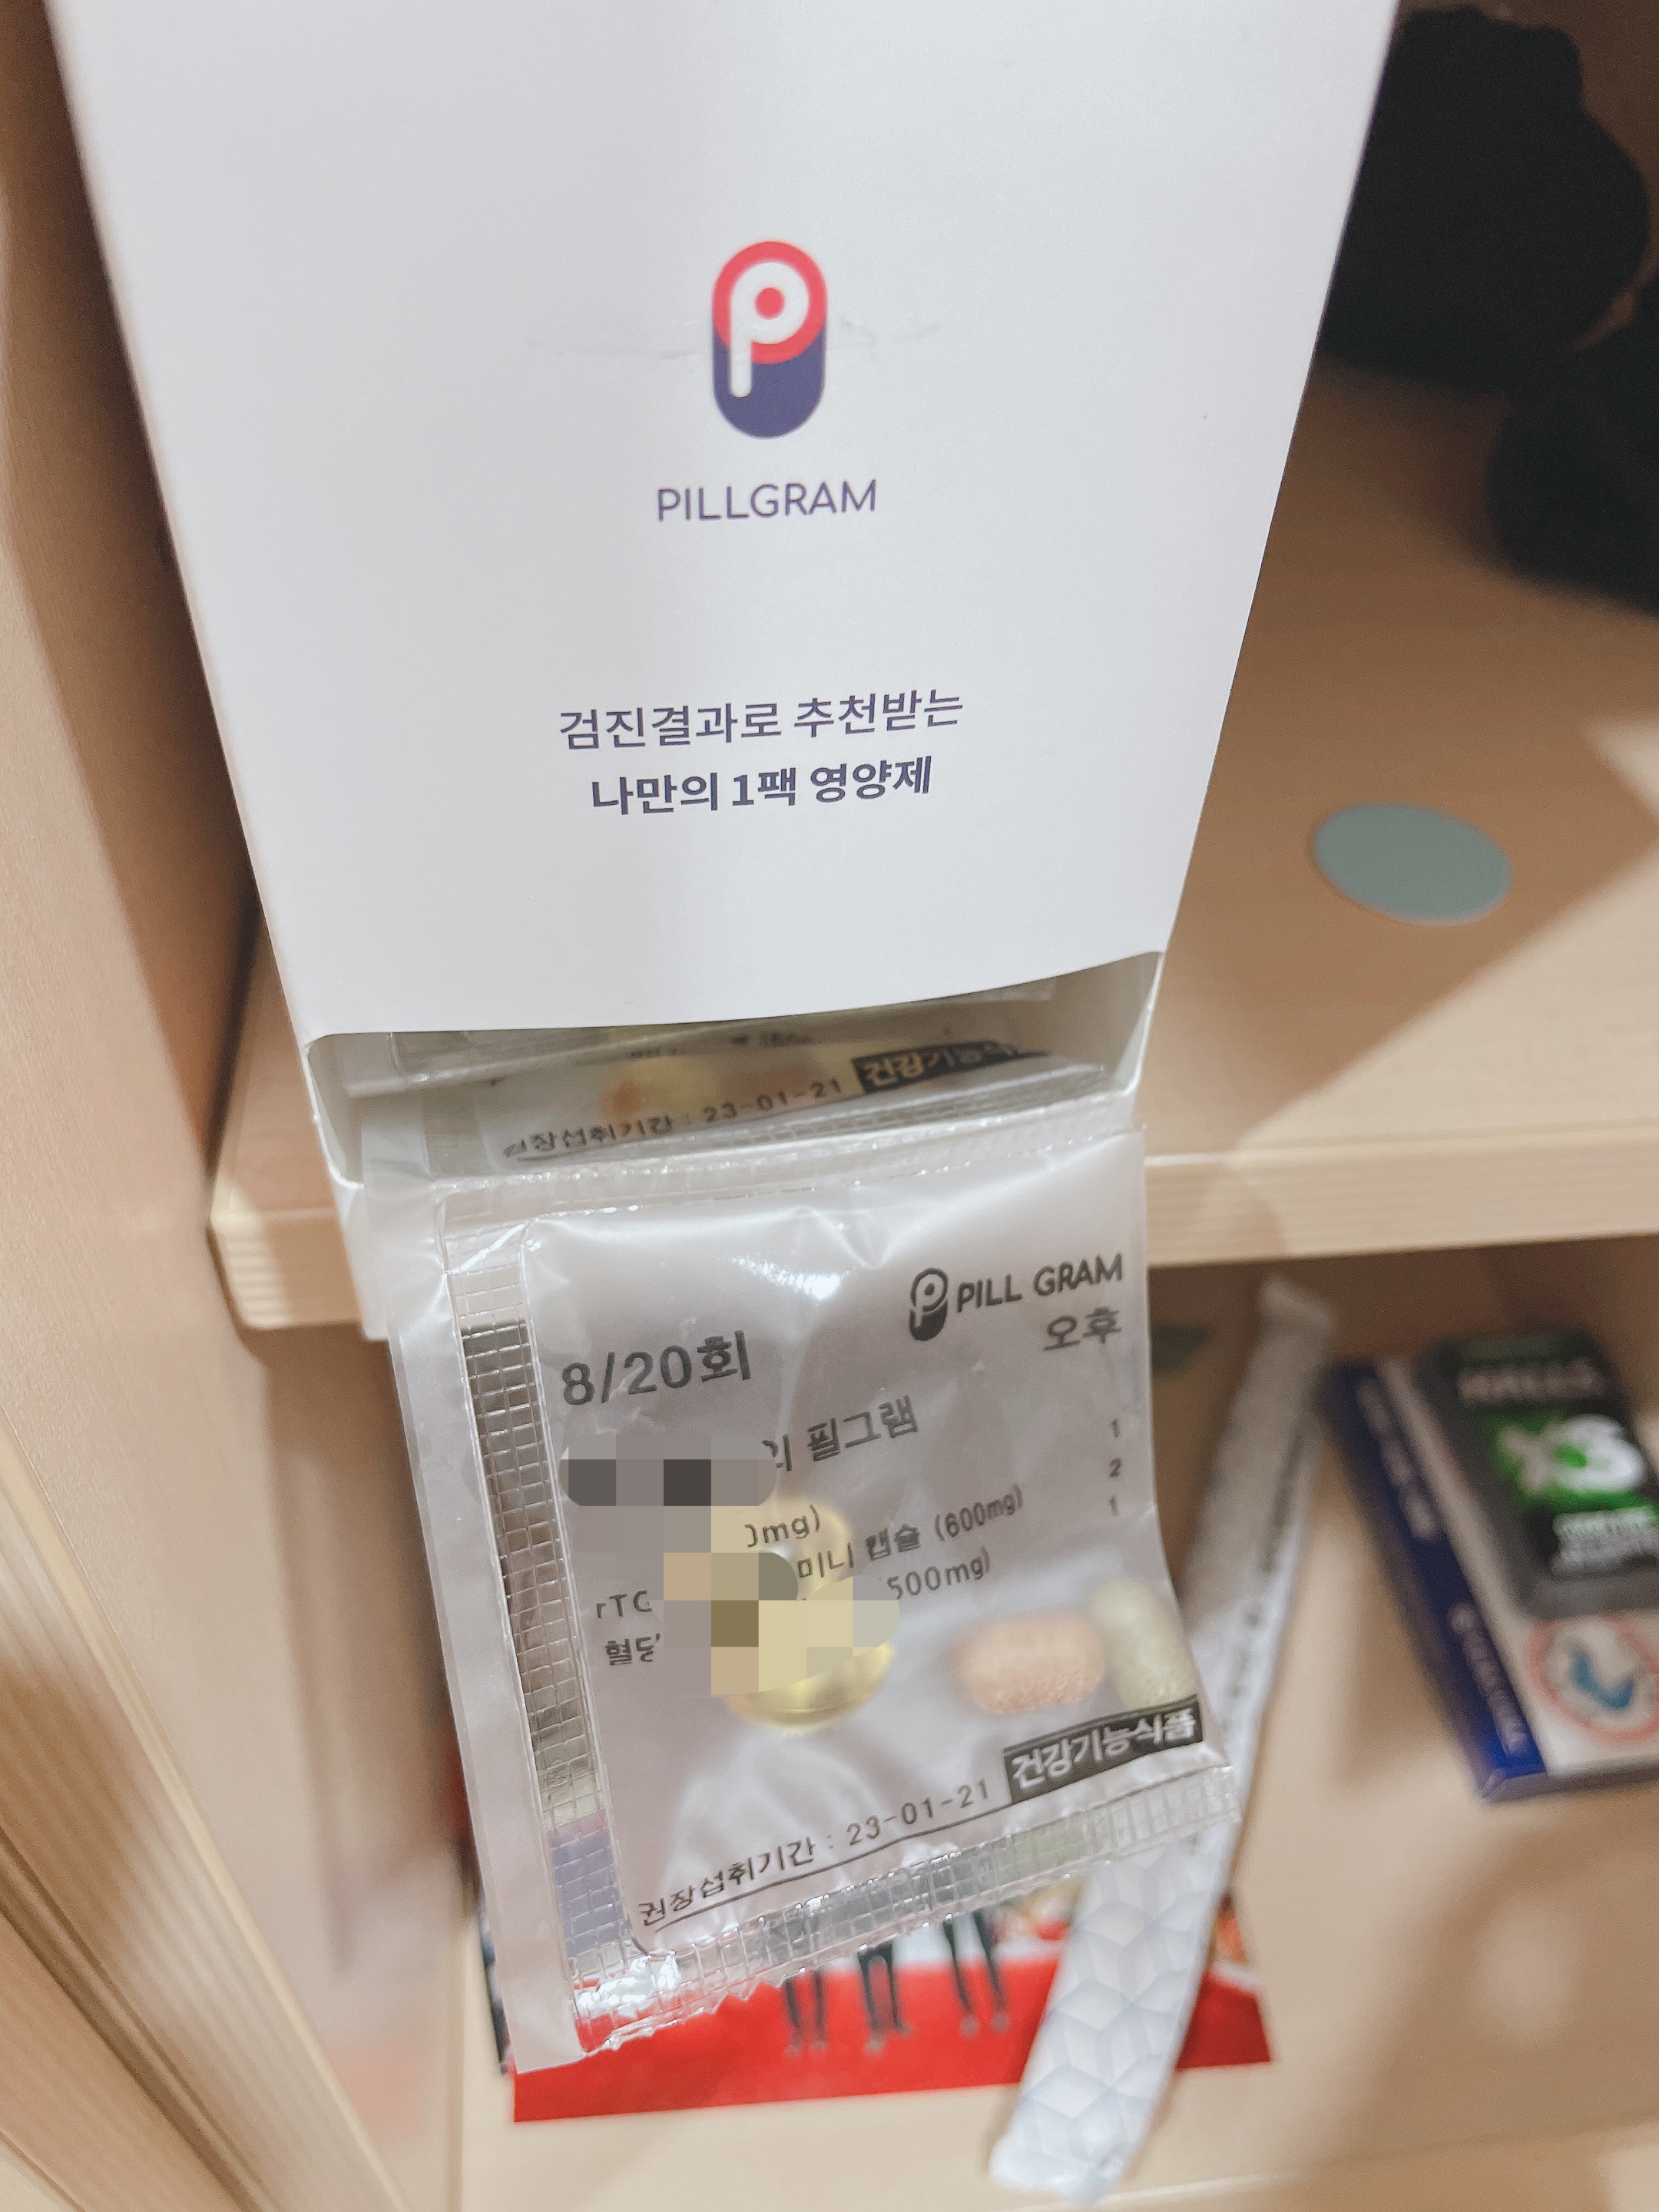 PILLGRAM
검진결과로 추천받는
나만의 1팩 영양제
권장섭취기간 : 23-01-21 건강기능식품
PILL GRAM
8/20회 오후
필그램
mg) 1
미니 캡슐 (600mg) 2
500mg) 1
권장섭취기간 : 23-01-21 건강기능식품